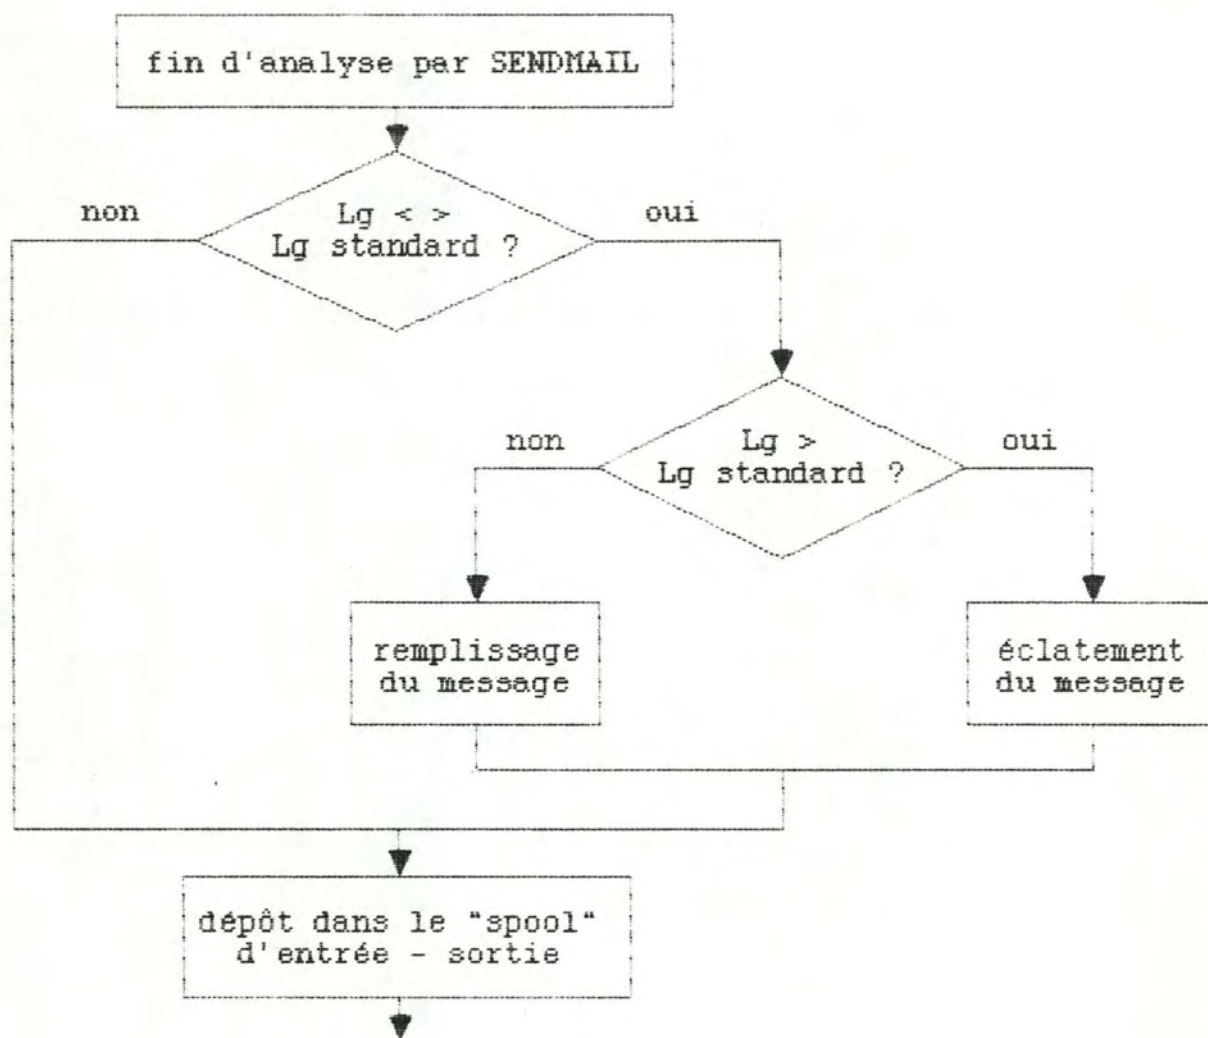 fin d'analyse par SENDMAIL
non
Lg < >
Lg standard ?
oui
non
Lg >
Lg standard ?
oui
remplissage
du message
éclatement
du message
dépôt dans le "spool"
d'entrée - sortie